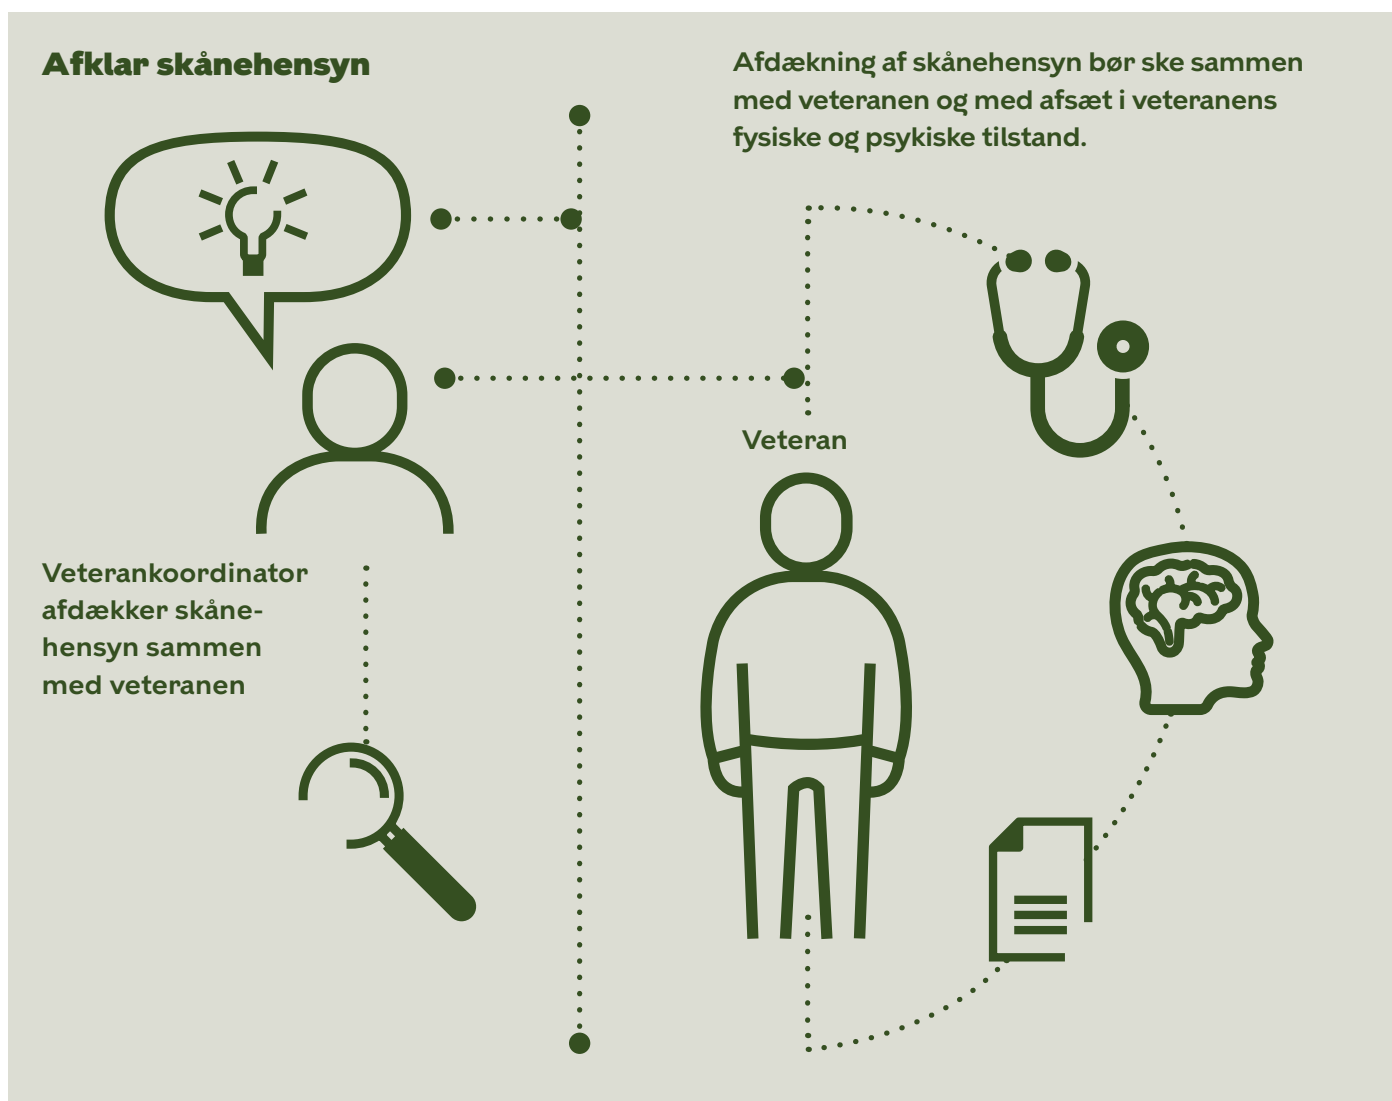 Afklar skånehensyn
Afdækning af skånehensyn bør ske sammen
med veteranen og med afsæt i veteranens
fysiske og psykiske tilstand.
Veteran
Veterankoordinator
afdækker skåne-
hensyn sammen
med veteranen